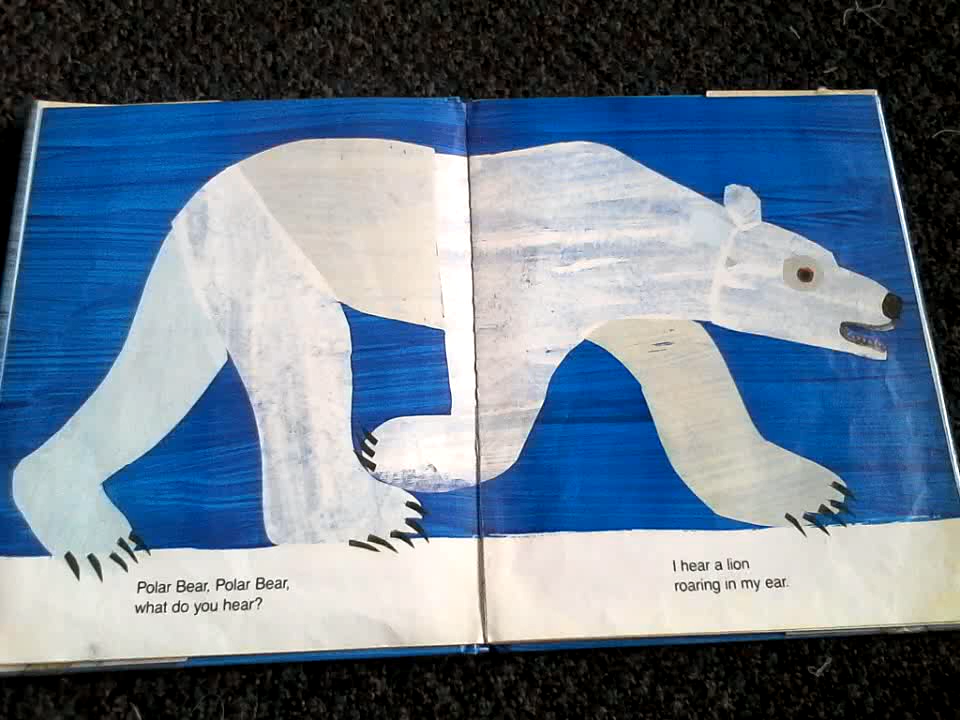 Polar Bear, Polar Bear,
what do you hear?
I hear a lion
roaring in my ear.